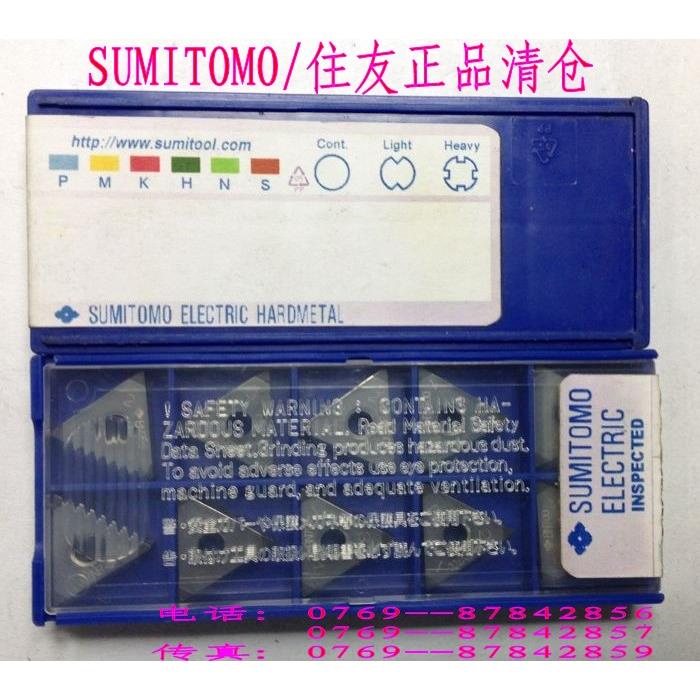 SUMITOMO/住友正品清仓
http://www.sumitool.com
Cont. Light Heavy
P M K H N S
PP
SUMITOMO ELECTRIC HARDMETAL
! SAFETY WARNING : CONTAINS HA-
ZARDOUS MATERIAL. Read Material Safety
Data Sheet.Grinding produces hazardous dust.
To avoid adverse effects use eye protection,
machine guard,and adequate ventilation.
SUMITOMO
ELECTRIC
INSPECTED
电话: 0769——87842856
0769——87842857
传真: 0769——87842859